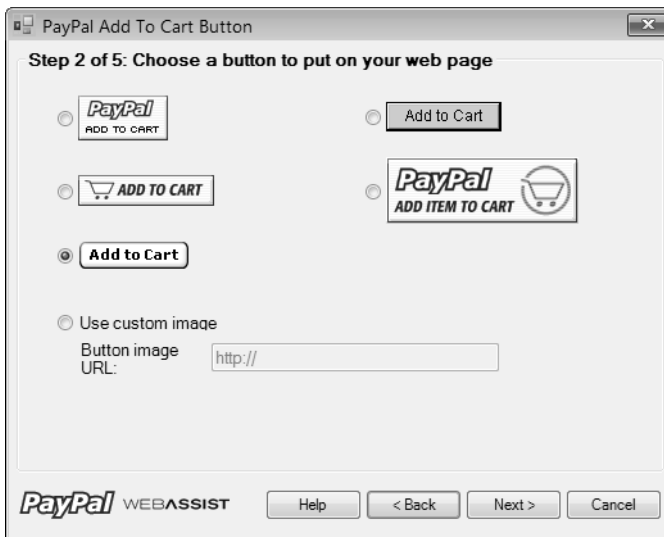 PayPal Add To Cart Button
Step 2 of 5: Choose a button to put on your web page
PayPal
ADD TO CART
Add to Cart
ADD TO CART
PayPal
ADD ITEM TO CART
Add to Cart
Use custom image
Button image
URL:
http://
PayPal WEBASSIST Help < Back Next > Cancel